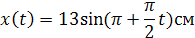 x(t) = 13sin(π + π/2 t)см